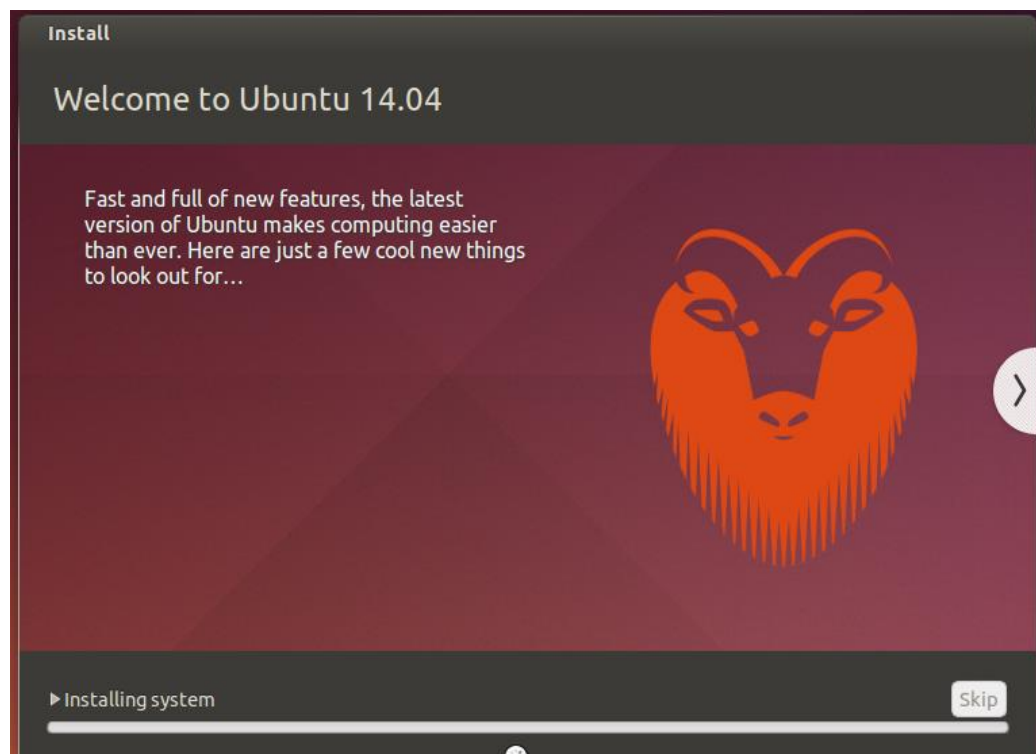 Install
Welcome to Ubuntu 14.04
Fast and full of new features, the latest
version of Ubuntu makes computing easier
than ever. Here are just a few cool new things
to look out for…
Installing system
Skip